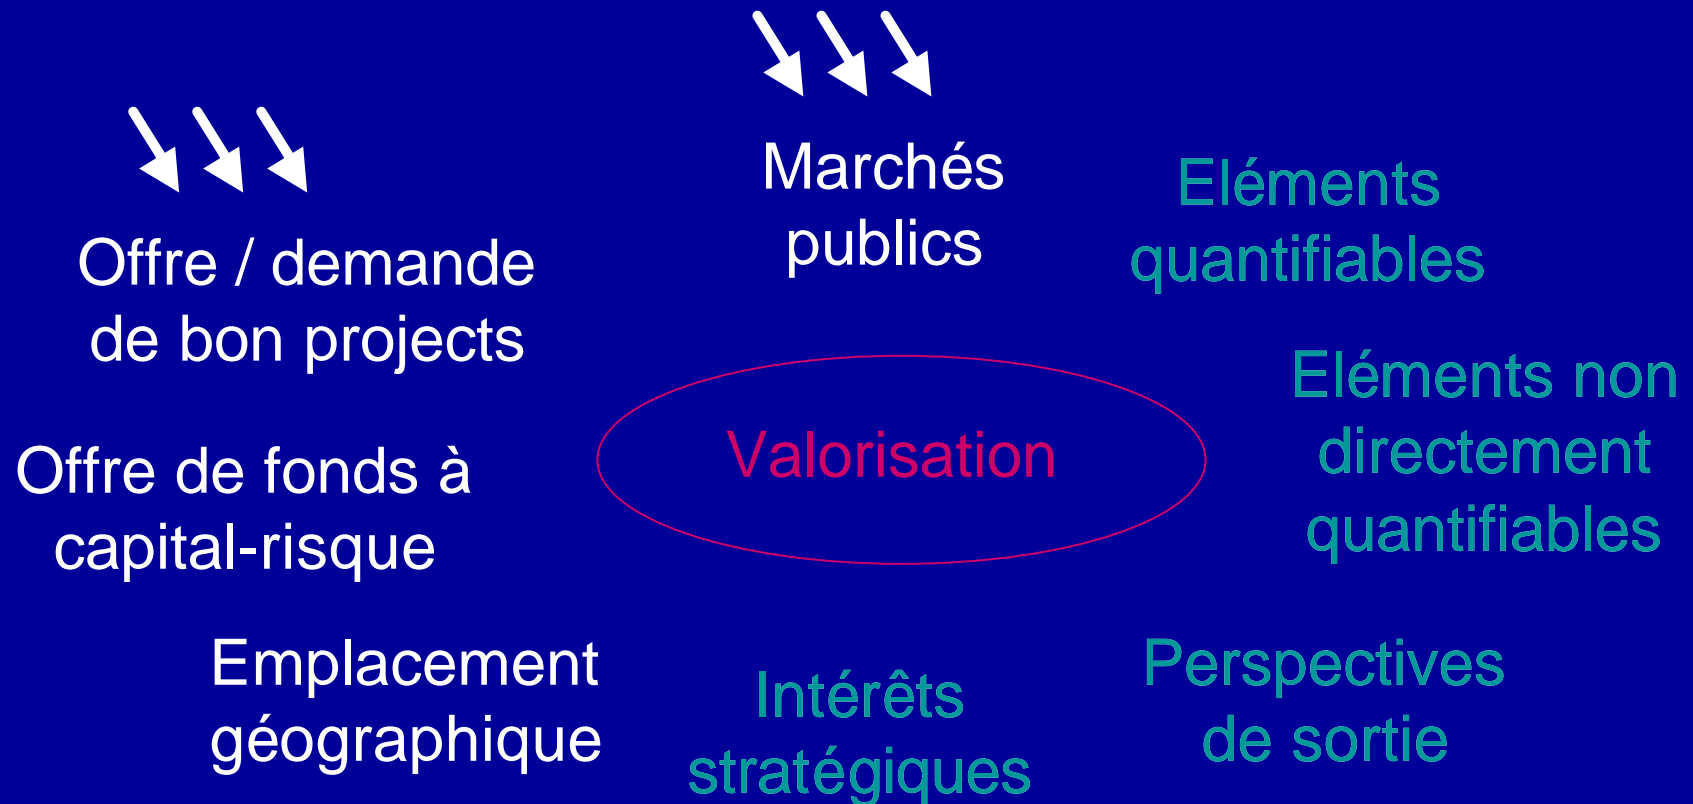 Marchés
publics
Eléments
quantifiables
Offre / demande
de bon projects
Eléments non
directement
quantifiables
Valorisation
Offre de fonds à
capital-risque
Emplacement
géographique
Intérêts
stratégiques
Perspectives
de sortie